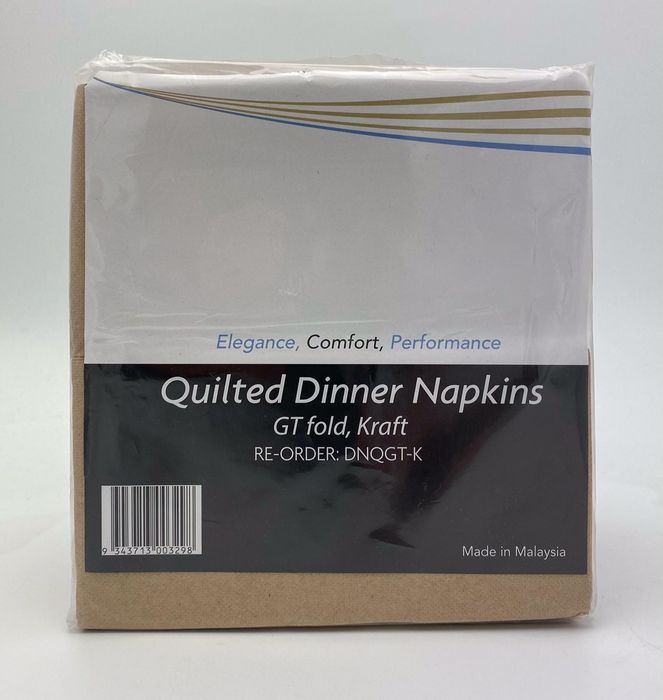 Elegance, Comfort, Performance
Quilted Dinner Napkins
GT fold, Kraft
RE-ORDER: DNQGT-K
9 343713 003298
Made in Malaysia